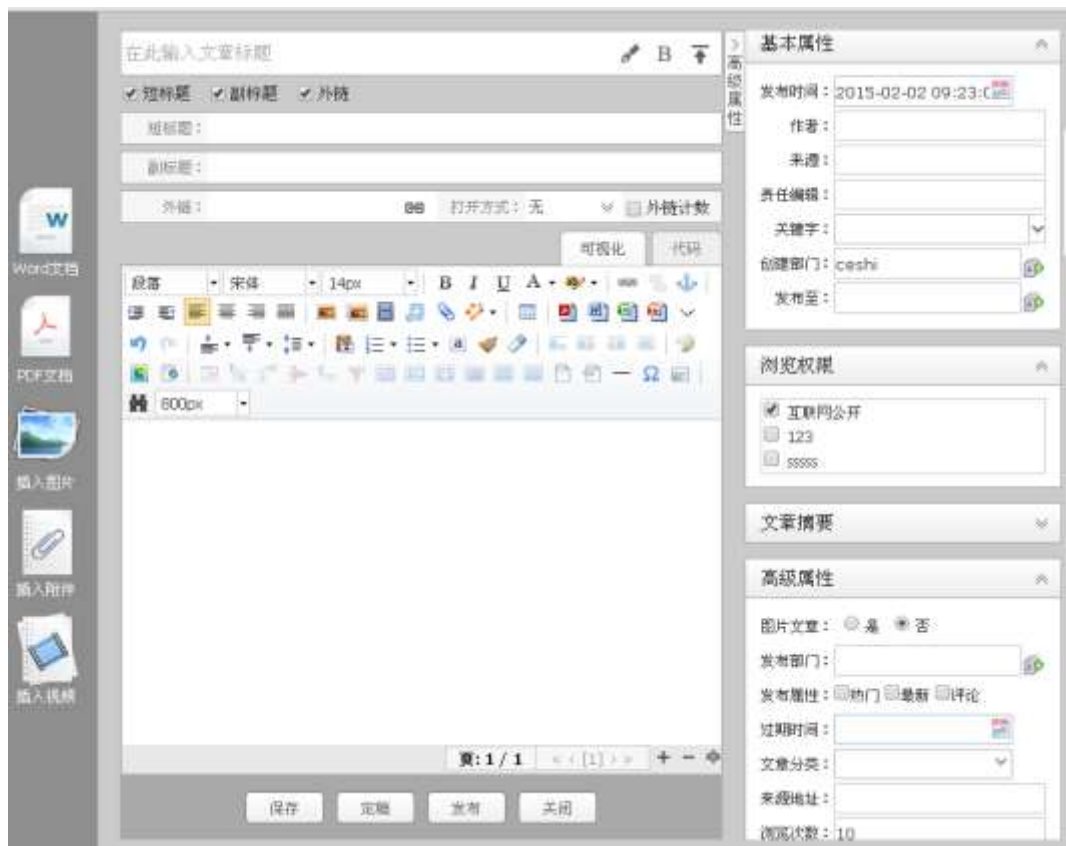 在此输入文章标题
B
短标题 副标题 外链
短标题：
副标题：
外链： 打开方式：无 外链计数
可视化 代码
段落 宋体 14px B I U A
600px
頁:1 / 1 « ‹ [1] › » + −
保存 定稿 发布 关闭
Word文档
PDF文档
插入图片
插入附件
插入视频
高级属性
基本属性
发布时间：2015-02-02 09:23:0
作者：
来源：
责任编辑：
关键字：
创建部门：ceshi
发布至：
浏览权限
互联网公开
123
sssss
文章摘要
高级属性
图片文章： 是 否
发布部门：
发布属性： 热门 最新 评论
过期时间：
文章分类：
来源地址：
浏览次数：10